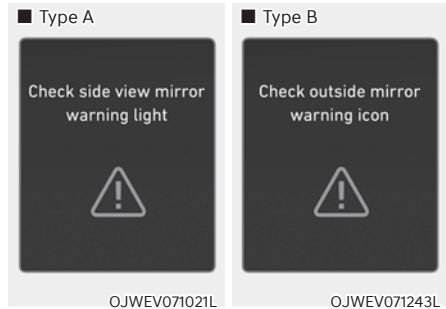 ■ Type A
Check side view mirror
warning light
OJWEV071021L
■ Type B
Check outside mirror
warning icon
OJWEV071243L